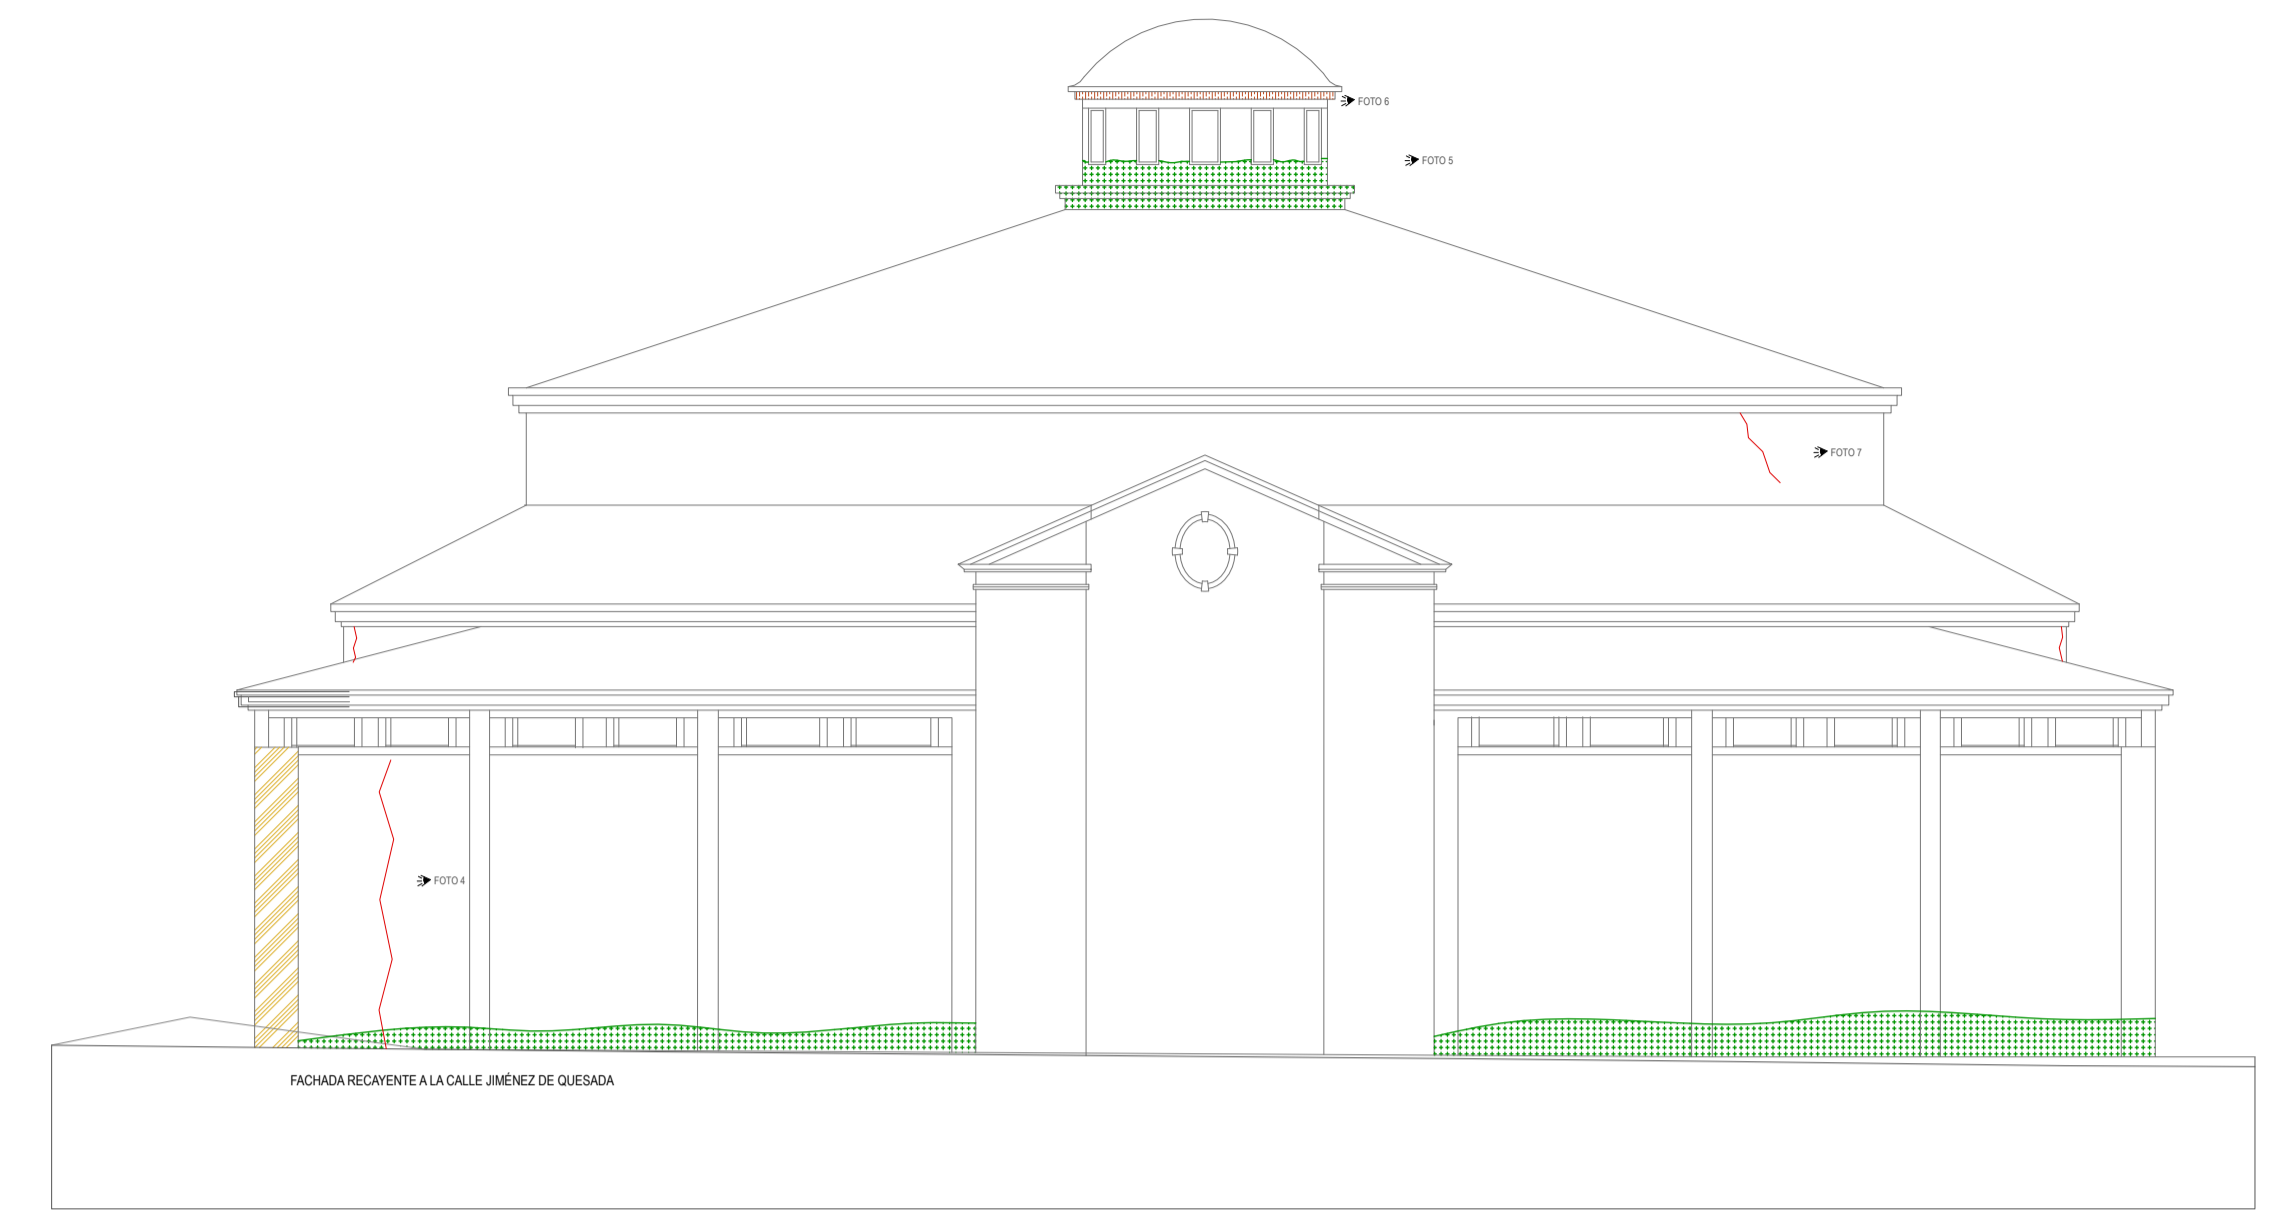 FOTO 6
FOTO 5
FOTO 7
FOTO 4
FACHADA RECAYENTE A LA CALLE JIMÉNEZ DE QUESADA